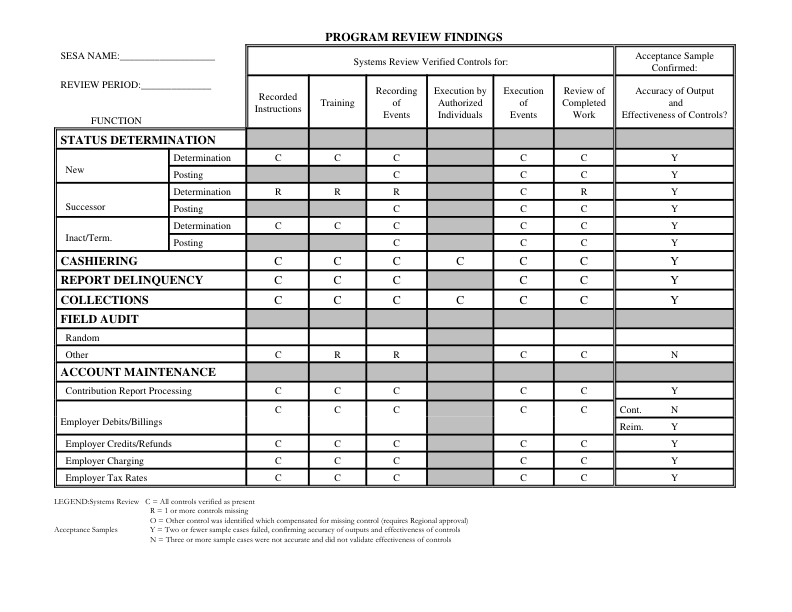 PROGRAM REVIEW FINDINGS
SESA NAME:___________________
REVIEW PERIOD:______________
FUNCTION
Systems Review Verified Controls for:
Acceptance Sample
Confirmed:
Recorded
Instructions
Training
Recording
of
Events
Execution by
Authorized
Individuals
Execution
of
Events
Review of
Completed
Work
Accuracy of Output
and
Effectiveness of Controls?
STATUS DETERMINATION
New
Determination C C C C C Y
Posting C C C Y
Successor
Determination R R R C R Y
Posting C C C Y
Inact/Term.
Determination C C C C C Y
Posting C C C Y
CASHIERING C C C C C C Y
REPORT DELINQUENCY C C C C C Y
COLLECTIONS C C C C C C Y
FIELD AUDIT
Random
Other C R R C C N
ACCOUNT MAINTENANCE
Contribution Report Processing C C C C C Y
Employer Debits/Billings C C C C C Cont. N
Reim. Y
Employer Credits/Refunds C C C C C Y
Employer Charging C C C C C Y
Employer Tax Rates C C C C C Y
LEGEND:Systems Review C = All controls verified as present
R = 1 or more controls missing
O = Other control was identified which compensated for missing control (requires Regional approval)
Acceptance Samples Y = Two or fewer sample cases failed, confirming accuracy of outputs and effectiveness of controls
N = Three or more sample cases were not accurate and did not validate effectiveness of controls